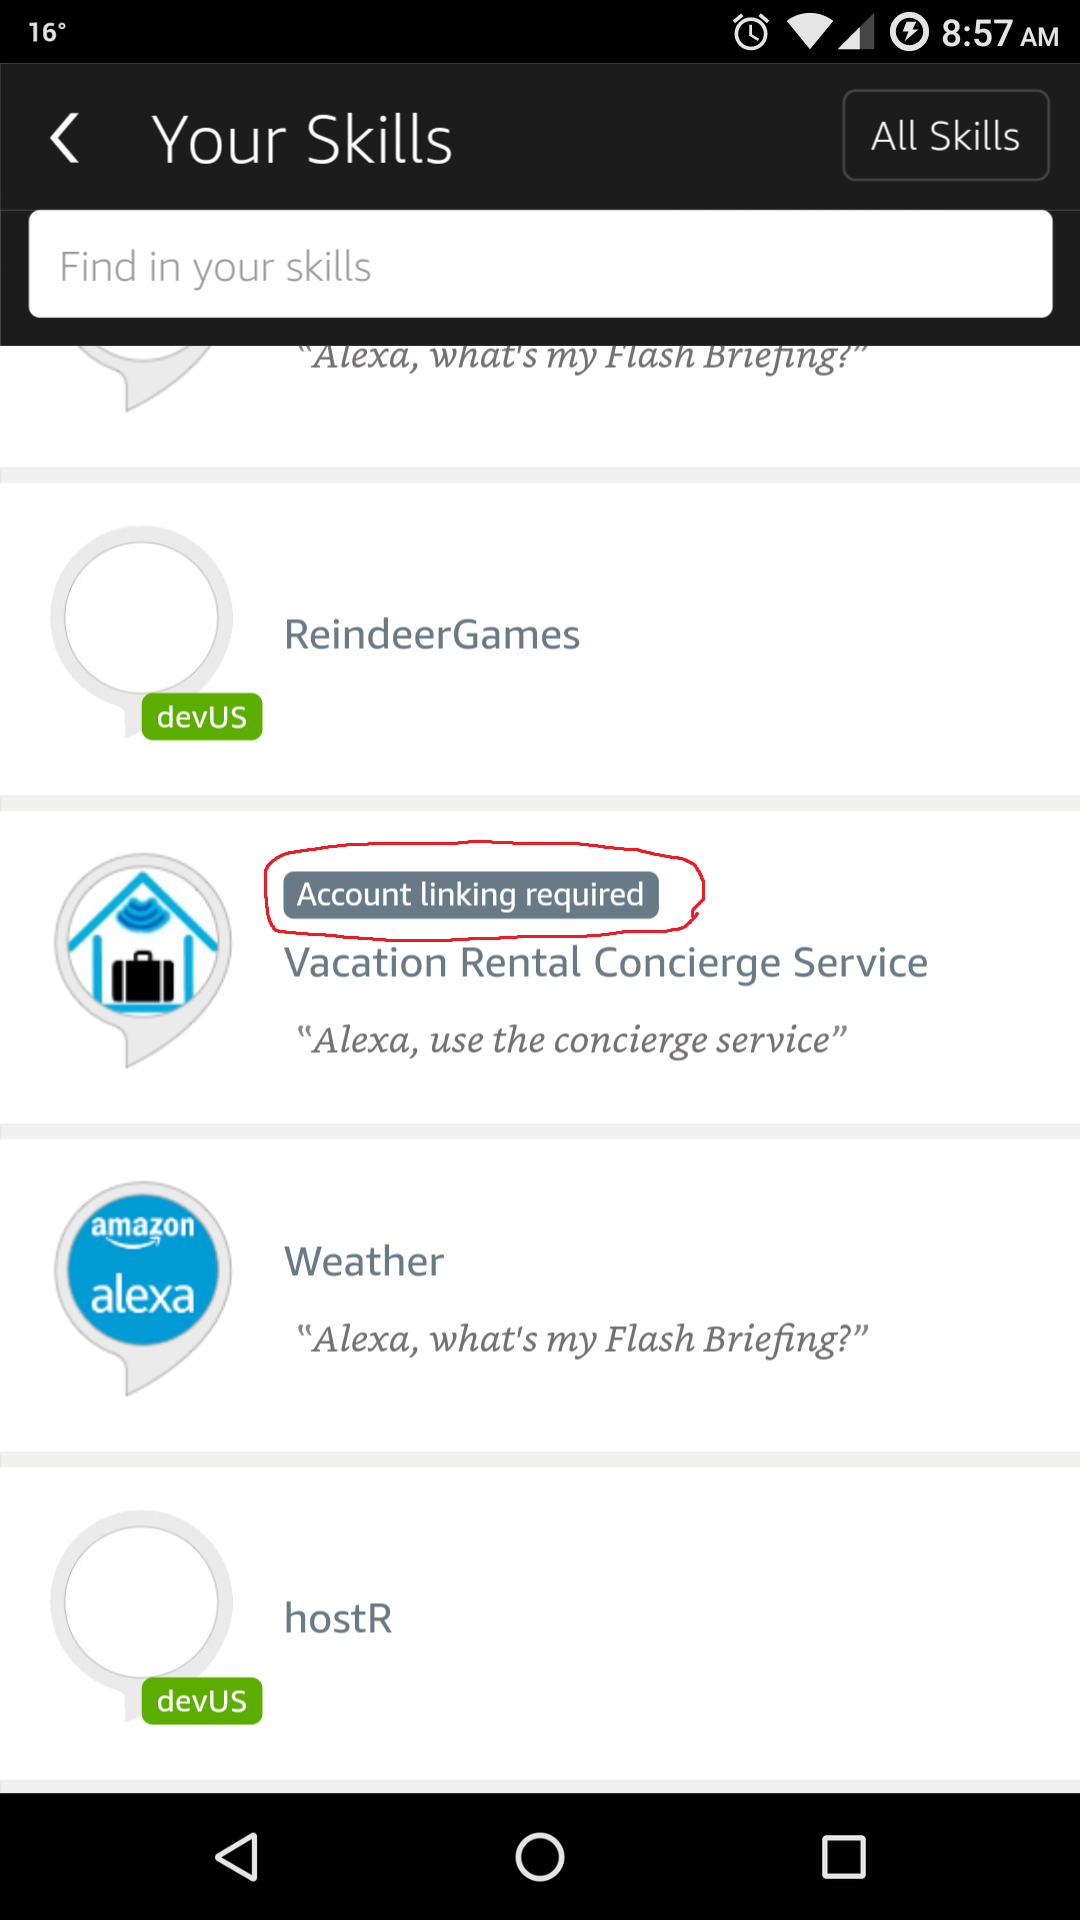 16°
8:57 AM
Your Skills
All Skills
Find in your skills
“Alexa, what's my Flash Briefing?”
ReindeerGames
devUS
Account linking required
Vacation Rental Concierge Service
“Alexa, use the concierge service”
amazon
alexa
Weather
“Alexa, what's my Flash Briefing?”
hostR
devUS